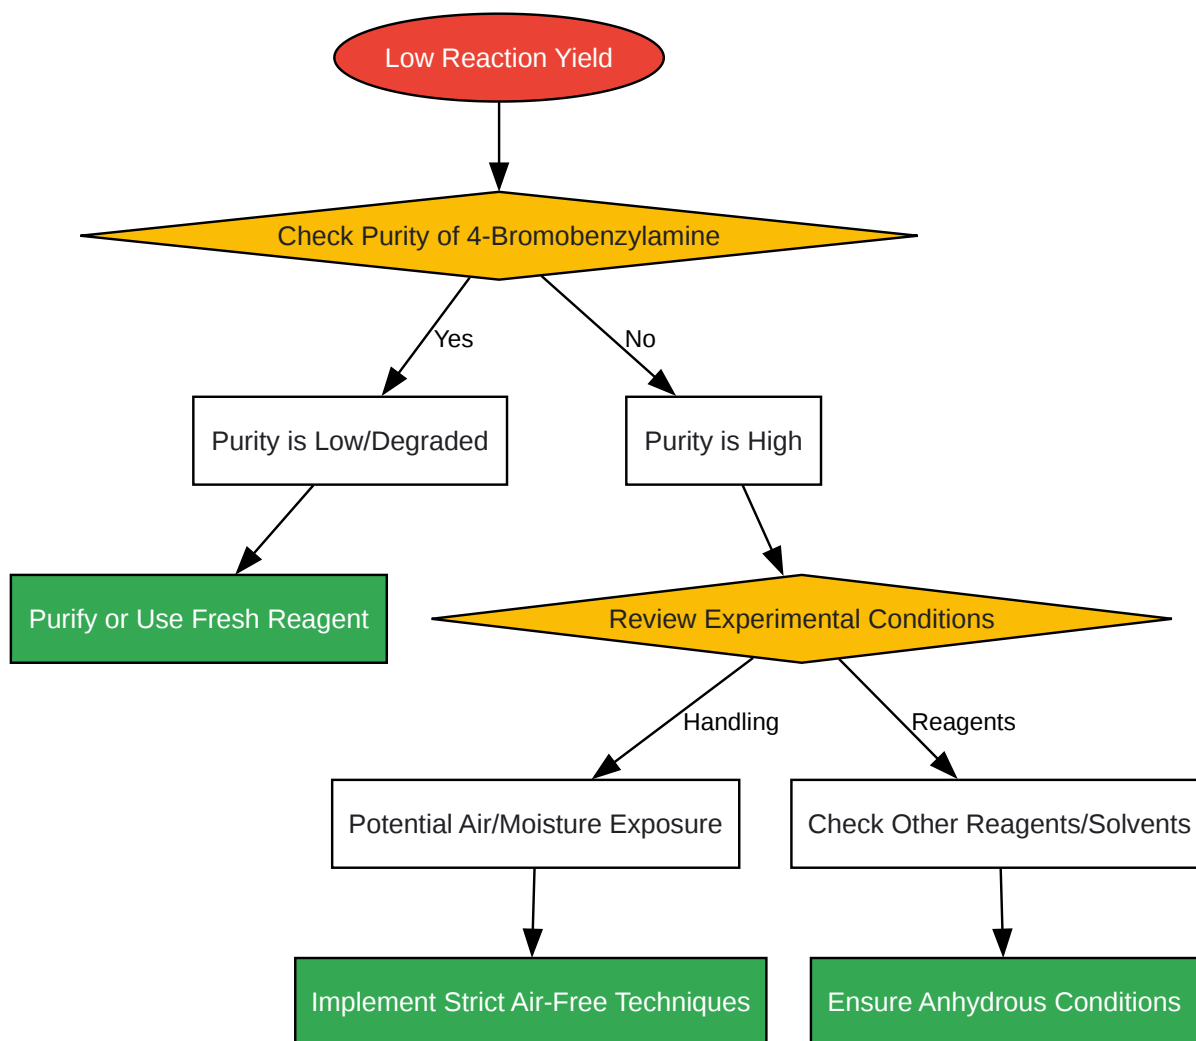 Low Reaction Yield
Check Purity of 4-Bromobenzylamine
Yes
No
Purity is Low/Degraded
Purity is High
Purify or Use Fresh Reagent
Review Experimental Conditions
Handling
Reagents
Potential Air/Moisture Exposure
Check Other Reagents/Solvents
Implement Strict Air-Free Techniques
Ensure Anhydrous Conditions